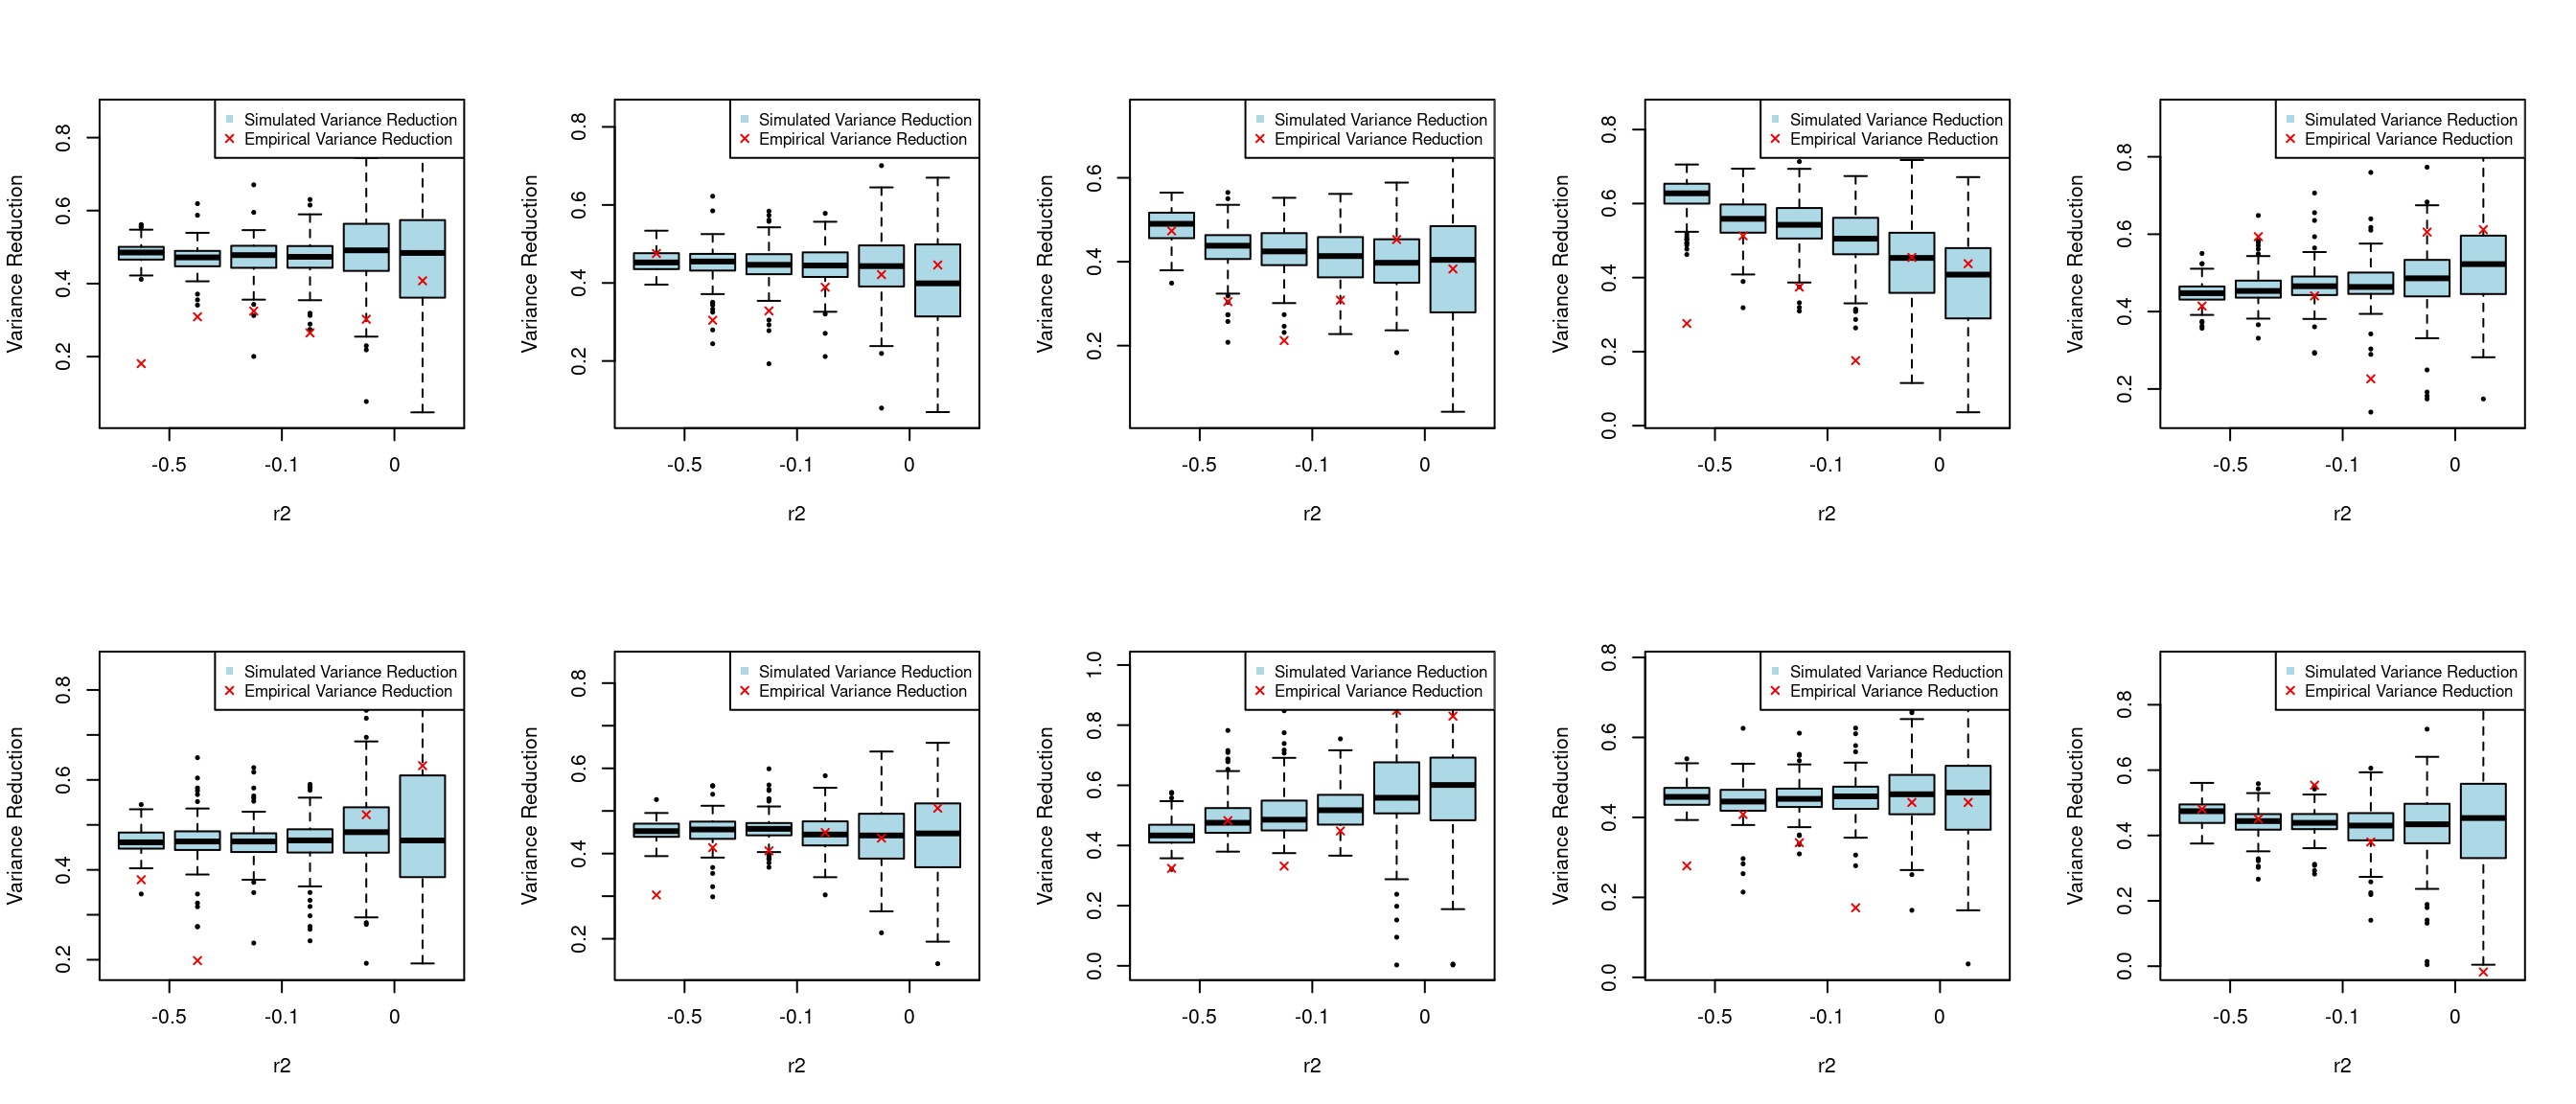 Simulated Variance Reduction
Empirical Variance Reduction
Variance Reduction
0.2 0.4 0.6 0.8
-0.5 -0.1 0
r2
Simulated Variance Reduction
Empirical Variance Reduction
Variance Reduction
0.2 0.4 0.6 0.8
-0.5 -0.1 0
r2
Simulated Variance Reduction
Empirical Variance Reduction
Variance Reduction
0.2 0.4 0.6
-0.5 -0.1 0
r2
Simulated Variance Reduction
Empirical Variance Reduction
Variance Reduction
0.0 0.2 0.4 0.6 0.8
-0.5 -0.1 0
r2
Simulated Variance Reduction
Empirical Variance Reduction
Variance Reduction
0.2 0.4 0.6 0.8
-0.5 -0.1 0
r2
Simulated Variance Reduction
Empirical Variance Reduction
Variance Reduction
0.2 0.4 0.6 0.8
-0.5 -0.1 0
r2
Simulated Variance Reduction
Empirical Variance Reduction
Variance Reduction
0.2 0.4 0.6 0.8
-0.5 -0.1 0
r2
Simulated Variance Reduction
Empirical Variance Reduction
Variance Reduction
0.0 0.2 0.4 0.6 0.8 1.0
-0.5 -0.1 0
r2
Simulated Variance Reduction
Empirical Variance Reduction
Variance Reduction
0.0 0.2 0.4 0.6 0.8
-0.5 -0.1 0
r2
Simulated Variance Reduction
Empirical Variance Reduction
Variance Reduction
0.0 0.2 0.4 0.6 0.8
-0.5 -0.1 0
r2